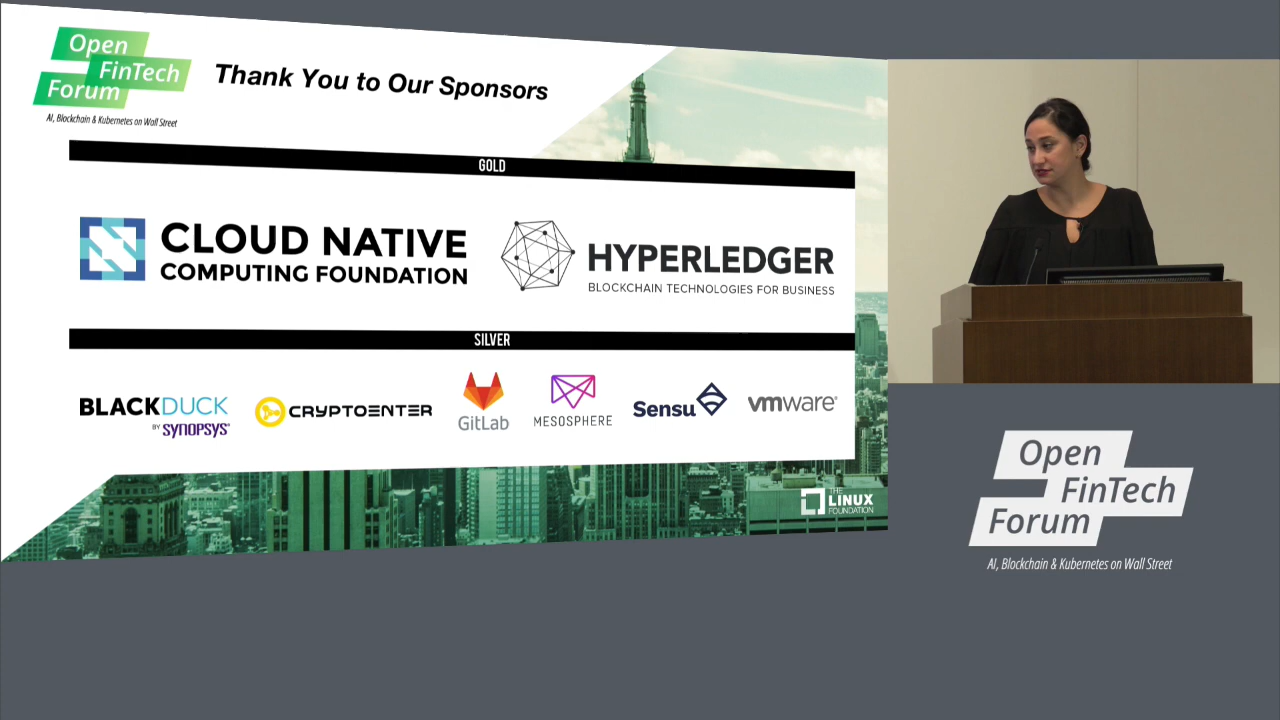 Open
FinTech
Forum
AI, Blockchain & Kubernetes on Wall Street
Thank You to Our Sponsors
GOLD
CLOUD NATIVE
COMPUTING FOUNDATION
HYPERLEDGER
BLOCKCHAIN TECHNOLOGIES FOR BUSINESS
SILVER
BLACKDUCK
BY SYNOPSYS®
CRYPTOENTER
GitLab
MESOSPHERE
Sensu
vmware®
THE
LINUX
FOUNDATION
Open
FinTech
Forum
AI, Blockchain & Kubernetes on Wall Street